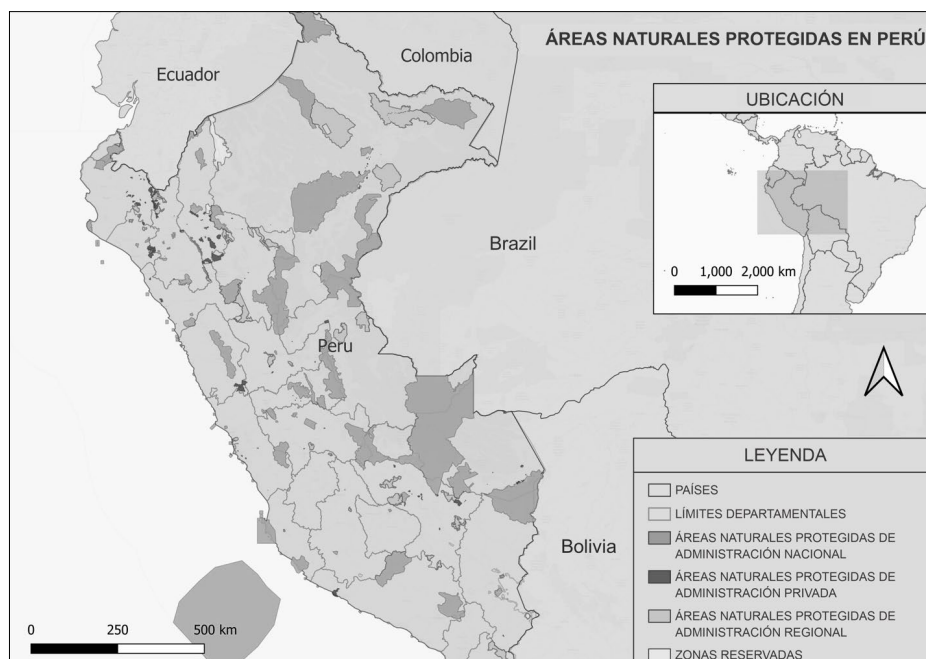 ÁREAS NATURALES PROTEGIDAS EN PERÚ
Colombia
Ecuador
UBICACIÓN
Brazil
0 1,000 2,000 km
Peru
LEYENDA
PAÍSES
LÍMITES DEPARTAMENTALES
ÁREAS NATURALES PROTEGIDAS DE
ADMINISTRACIÓN NACIONAL
ÁREAS NATURALES PROTEGIDAS DE
ADMINISTRACIÓN PRIVADA
ÁREAS NATURALES PROTEGIDAS DE
ADMINISTRACIÓN REGIONAL
ZONAS RESERVADAS
Bolivia
0 250 500 km